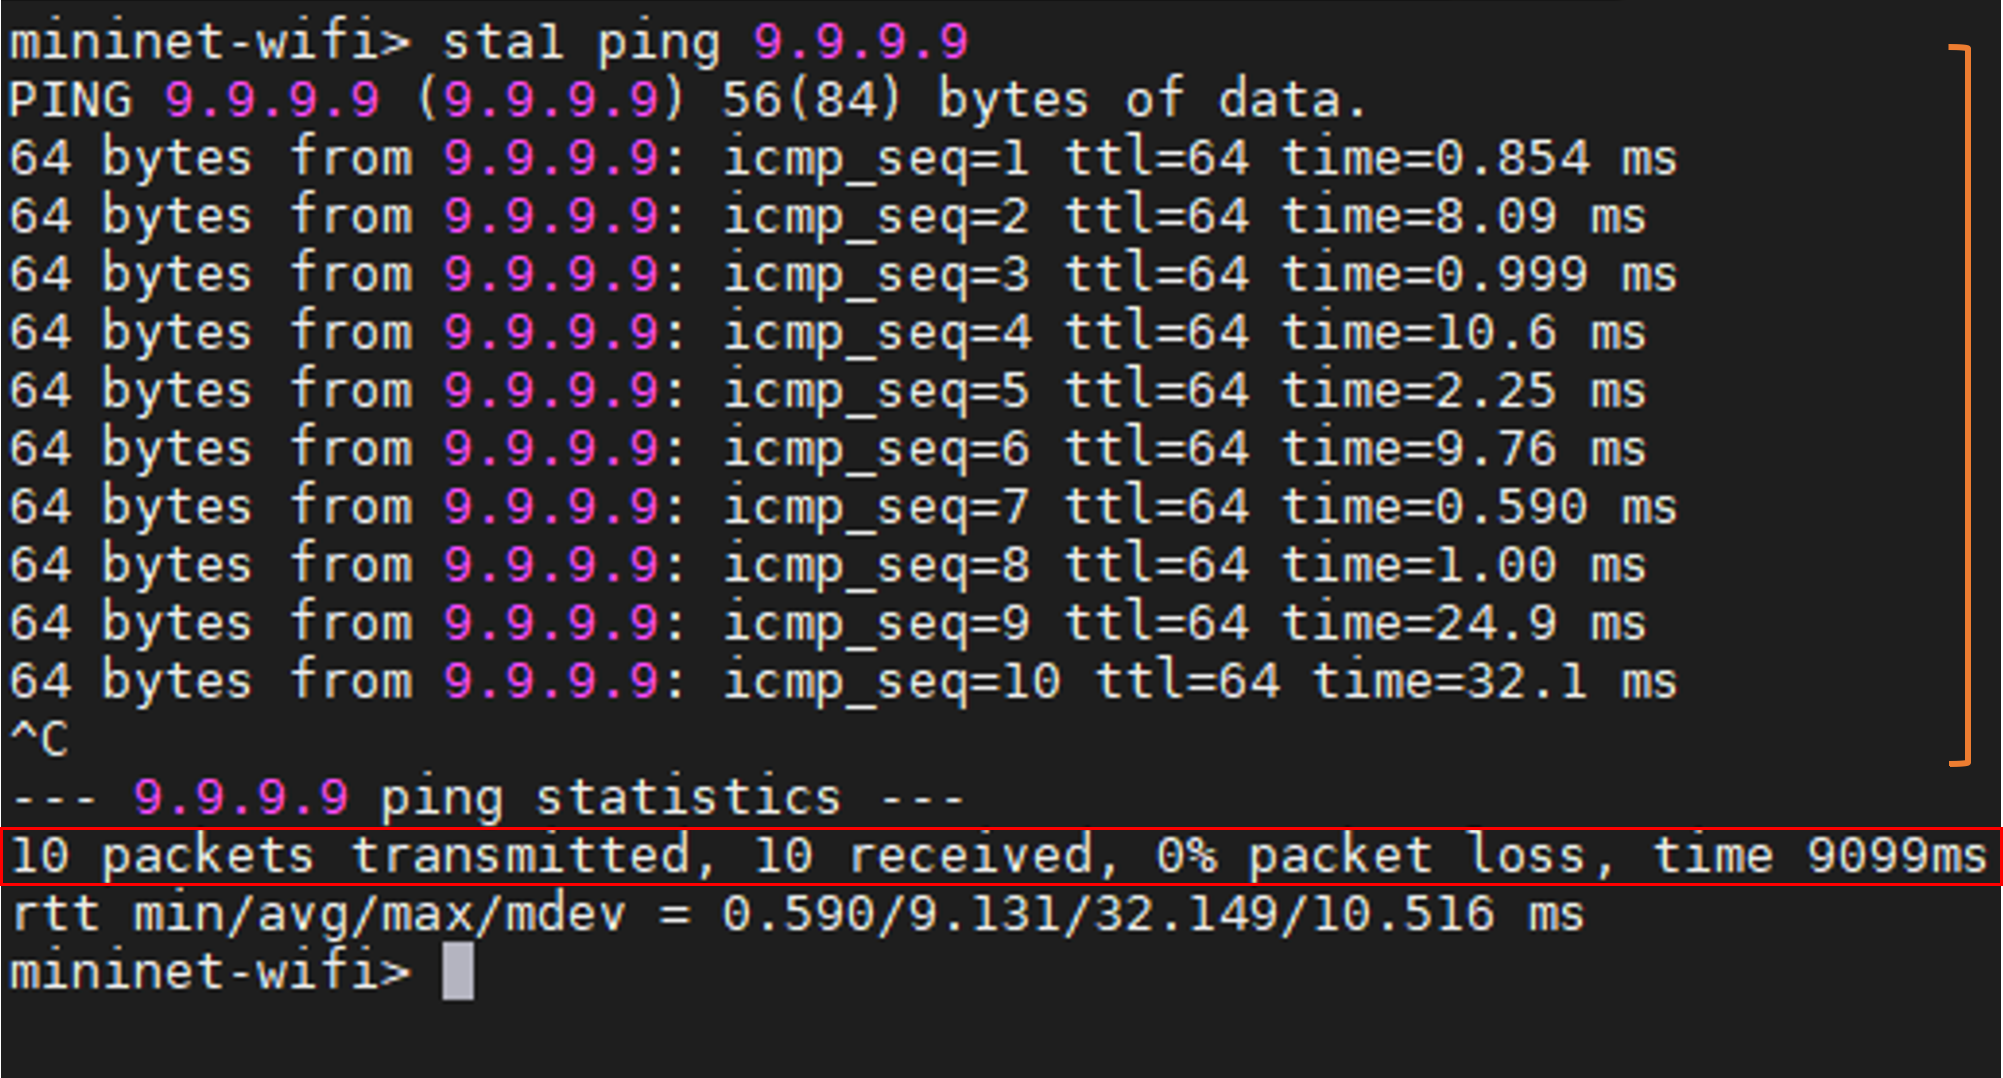 mininet-wifi> sta1 ping 9.9.9.9
PING 9.9.9.9 (9.9.9.9) 56(84) bytes of data.
64 bytes from 9.9.9.9: icmp_seq=1 ttl=64 time=0.854 ms
64 bytes from 9.9.9.9: icmp_seq=2 ttl=64 time=8.09 ms
64 bytes from 9.9.9.9: icmp_seq=3 ttl=64 time=0.999 ms
64 bytes from 9.9.9.9: icmp_seq=4 ttl=64 time=10.6 ms
64 bytes from 9.9.9.9: icmp_seq=5 ttl=64 time=2.25 ms
64 bytes from 9.9.9.9: icmp_seq=6 ttl=64 time=9.76 ms
64 bytes from 9.9.9.9: icmp_seq=7 ttl=64 time=0.590 ms
64 bytes from 9.9.9.9: icmp_seq=8 ttl=64 time=1.00 ms
64 bytes from 9.9.9.9: icmp_seq=9 ttl=64 time=24.9 ms
64 bytes from 9.9.9.9: icmp_seq=10 ttl=64 time=32.1 ms
^C
--- 9.9.9.9 ping statistics ---
10 packets transmitted, 10 received, 0% packet loss, time 9099ms
rtt min/avg/max/mdev = 0.590/9.131/32.149/10.516 ms
mininet-wifi>